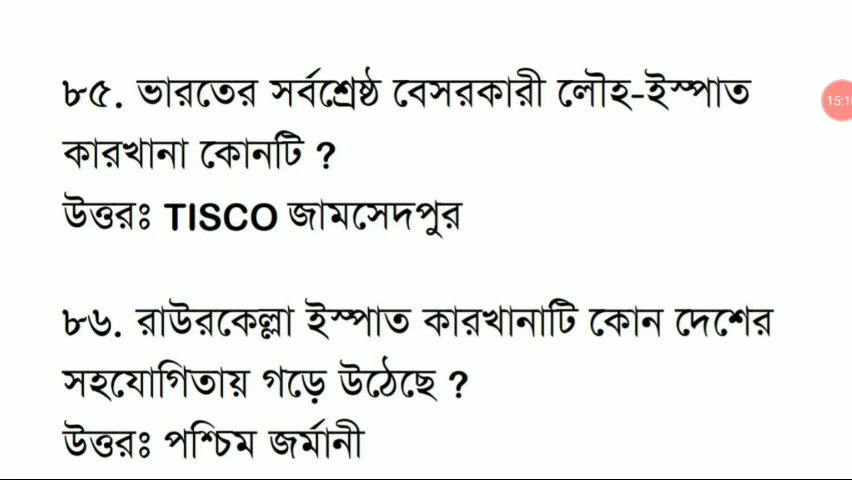 ৮৫. ভারতের সর্বশ্রেষ্ঠ বেসরকারী লৌহ-ইস্পাত
কারখানা কোনটি ?
উত্তরঃ TISCO জামসেদপুর
৮৬. রাউরকেল্লা ইস্পাত কারখানাটি কোন দেশের
সহযোগিতায় গড়ে উঠেছে ?
উত্তরঃ পশ্চিম জর্মানী